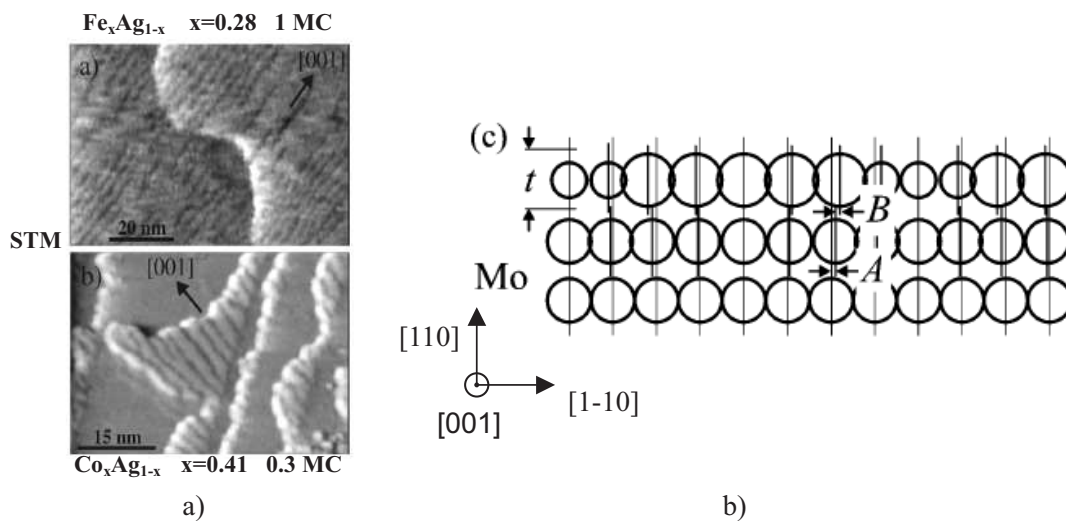 FeₓAg₁₋ₓ x=0.28 1 MC
a)
[001]
20 nm
STM
b)
[001]
15 nm
CoₓAg₁₋ₓ x=0.41 0.3 MC
a)
(c)
t
B
A
Mo
[110]
[1-10]
[001]
b)